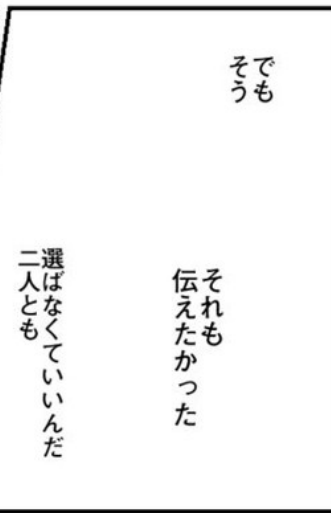 でも
そう
それも
伝えたかった
選ばなくていいんだ
二人とも